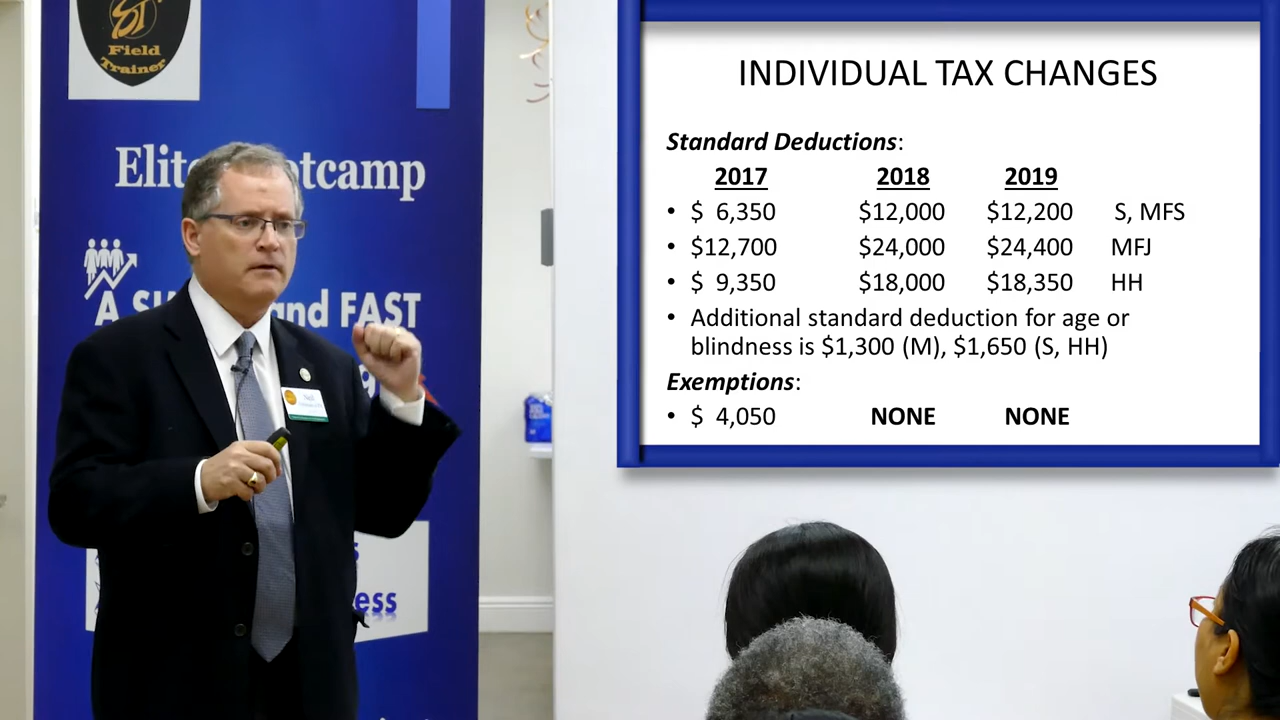 ST
Field
Trainer
Elite
otcamp
A
and FAST
INDIVIDUAL TAX CHANGES
Standard Deductions:
2017 2018 2019
• $ 6,350 $12,000 $12,200 S, MFS
• $12,700 $24,000 $24,400 MFJ
• $ 9,350 $18,000 $18,350 HH
• Additional standard deduction for age or
blindness is $1,300 (M), $1,650 (S, HH)
Exemptions:
• $ 4,050 NONE NONE